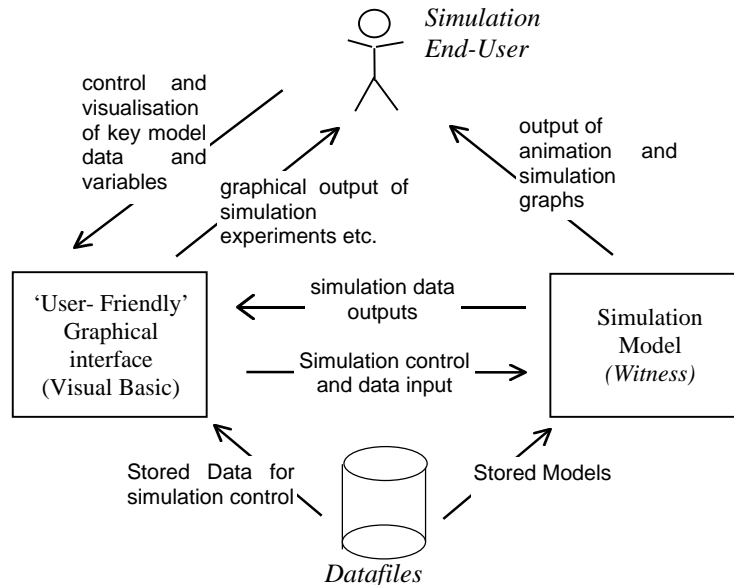 Simulation
End-User
control and
visualisation
of key model
data and
variables
output of
animation and
simulation
graphs
graphical output of
simulation
experiments etc.
‘User- Friendly’
Graphical
interface
(Visual Basic)
simulation data
outputs
Simulation control
and data input
Simulation
Model
(Witness)
Stored Data for
simulation control
Stored Models
Datafiles